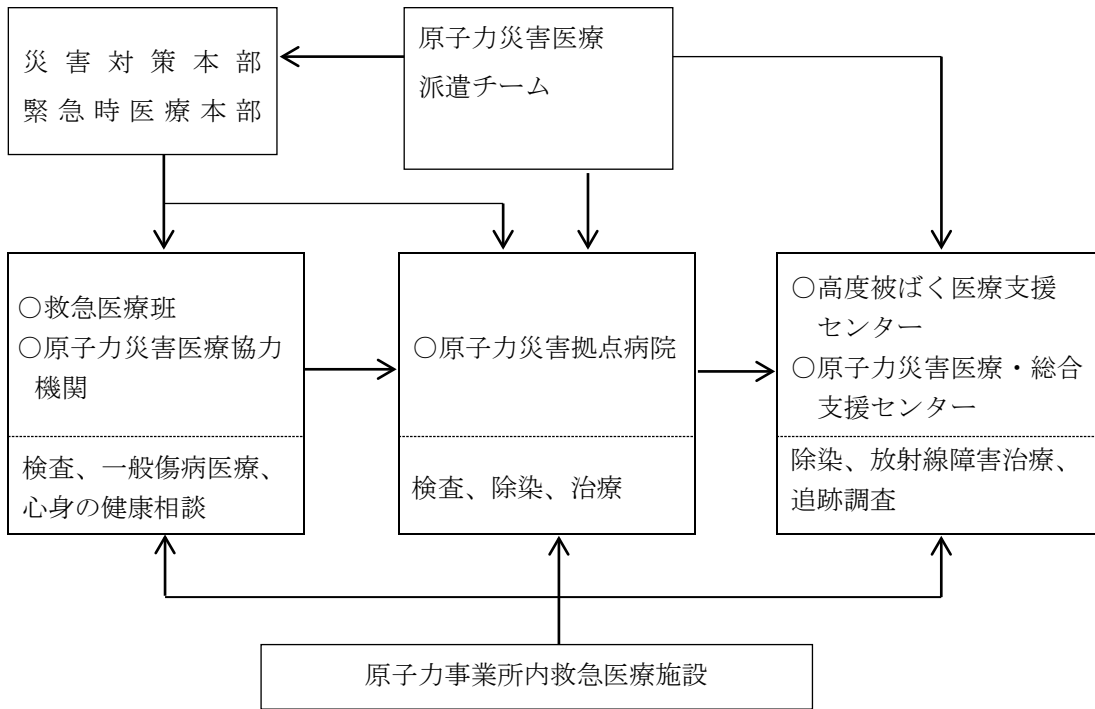 災害対策本部
緊急時医療本部
原子力災害医療
派遣チーム
○救急医療班
○原子力災害医療協力
機関
検査、一般傷病医療、
心身の健康相談
○原子力災害拠点病院
検査、除染、治療
○高度被ばく医療支援
センター
○原子力災害医療・総合
支援センター
除染、放射線障害治療、
追跡調査
原子力事業所内救急医療施設